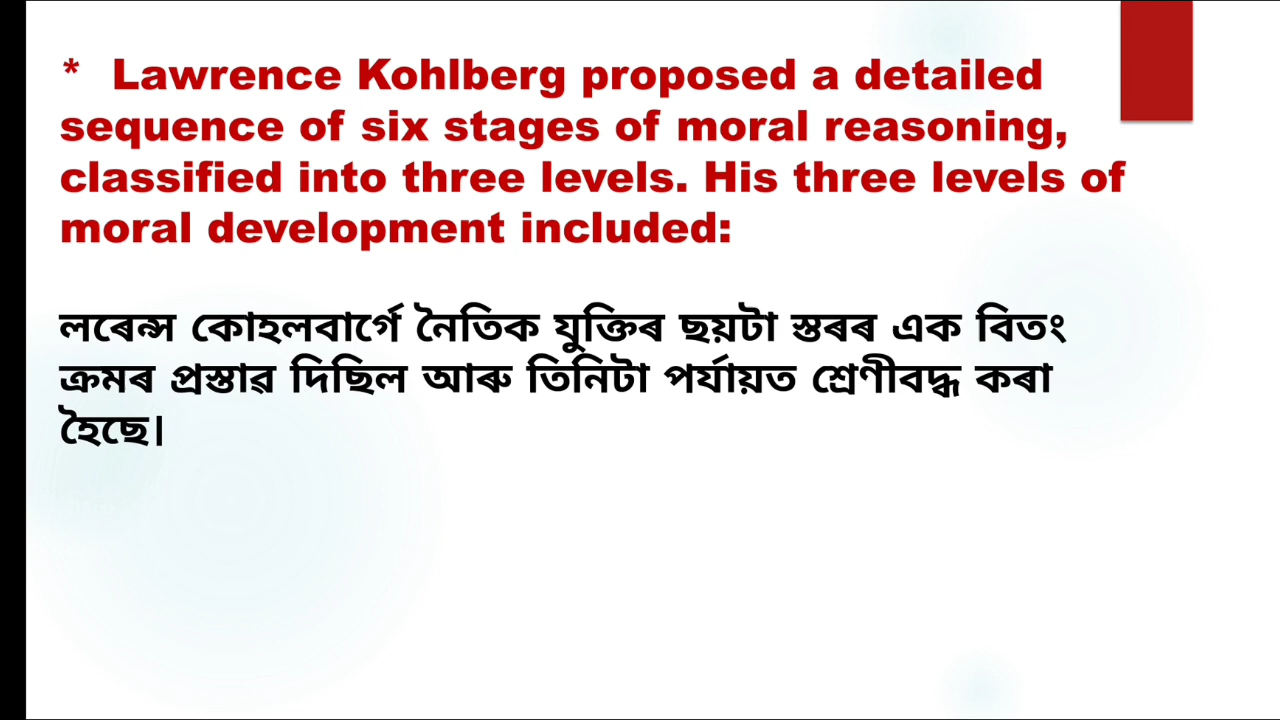 * Lawrence Kohlberg proposed a detailed
sequence of six stages of moral reasoning,
classified into three levels. His three levels of
moral development included:
লৰেন্স কোহলবাৰ্গে নৈতিক যুক্তিৰ ছয়টা স্তৰৰ এক বিতং
ক্ৰমৰ প্ৰস্তাৱ দিছিল আৰু তিনিটা পৰ্যায়ত শ্ৰেণীবদ্ধ কৰা
হৈছে।